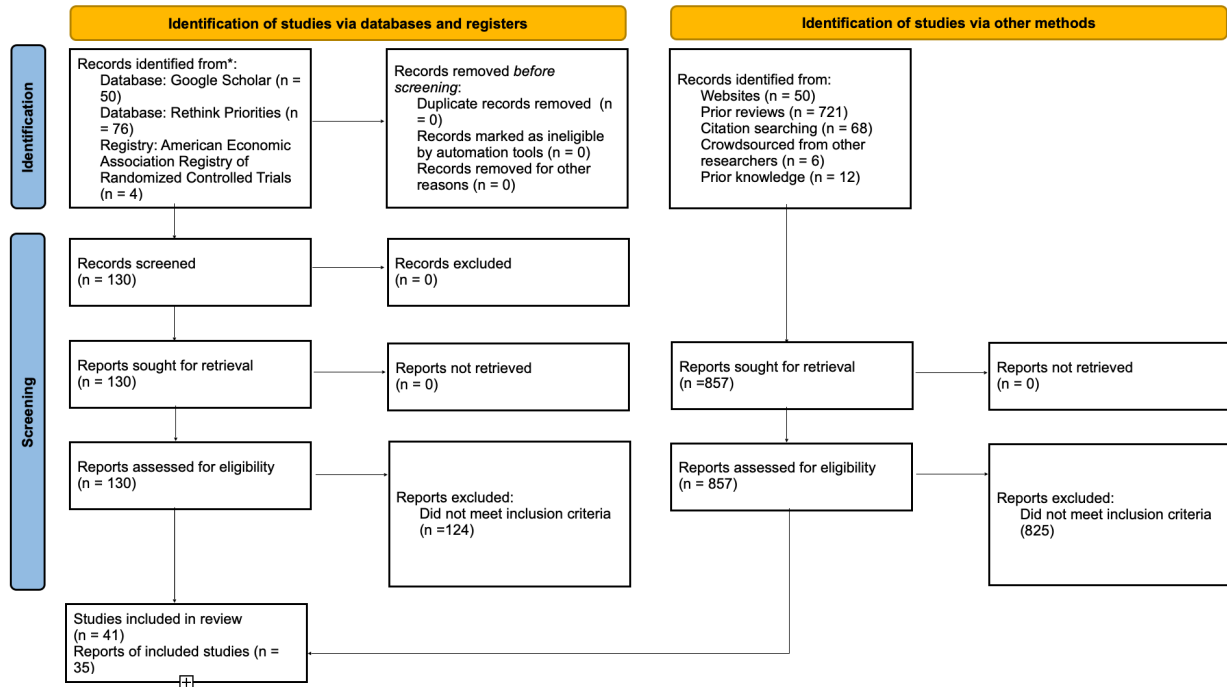 Identification of studies via databases and registers
Identification of studies via other methods
Identification
Records identified from*:
Database: Google Scholar (n =
50)
Database: Rethink Priorities (n
= 76)
Registry: American Economic
Association Registry of
Randomized Controlled Trials
(n = 4)
Records removed before
screening:
Duplicate records removed (n
= 0)
Records marked as ineligible
by automation tools (n = 0)
Records removed for other
reasons (n = 0)
Records identified from:
Websites (n = 50)
Prior reviews (n = 721)
Citation searching (n = 68)
Crowdsourced from other
researchers (n = 6)
Prior knowledge (n = 12)
Screening
Records screened
(n = 130)
Records excluded
(n = 0)
Reports sought for retrieval
(n = 130)
Reports not retrieved
(n = 0)
Reports sought for retrieval
(n =857)
Reports not retrieved
(n = 0)
Reports assessed for eligibility
(n = 130)
Reports excluded:
Did not meet inclusion criteria
(n =124)
Reports assessed for eligibility
(n = 857)
Reports excluded:
Did not meet inclusion criteria
(825)
Studies included in review
(n = 41)
Reports of included studies (n =
35)